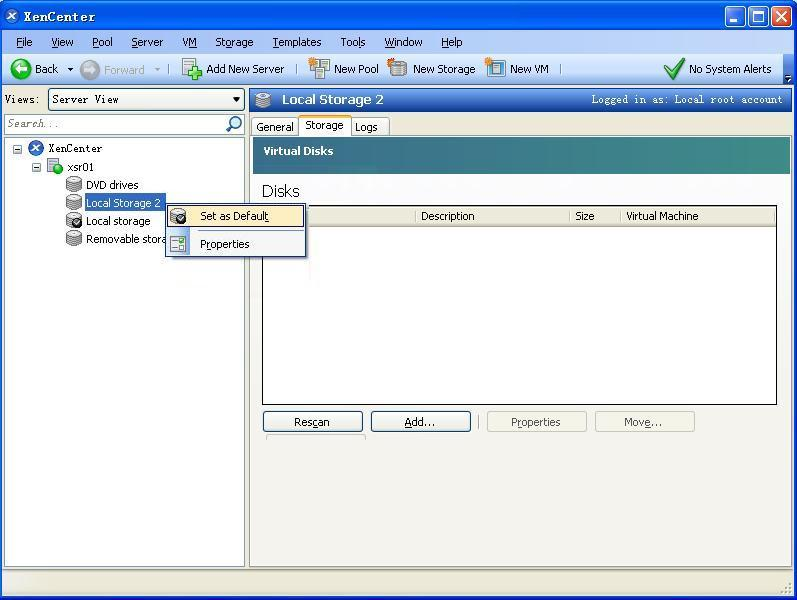 XenCenter
File View Pool Server VM Storage Templates Tools Window Help
Back Forward Add New Server New Pool New Storage New VM No System Alerts
Views: Server View
Local Storage 2 Logged in as: Local root account
Search...
General Storage Logs
XenCenter
xsr01
DVD drives
Local Storage 2
Local storage
Removable stora
Set as Default
Properties
Virtual Disks
Disks
Description Size Virtual Machine
Rescan Add... Properties Move...